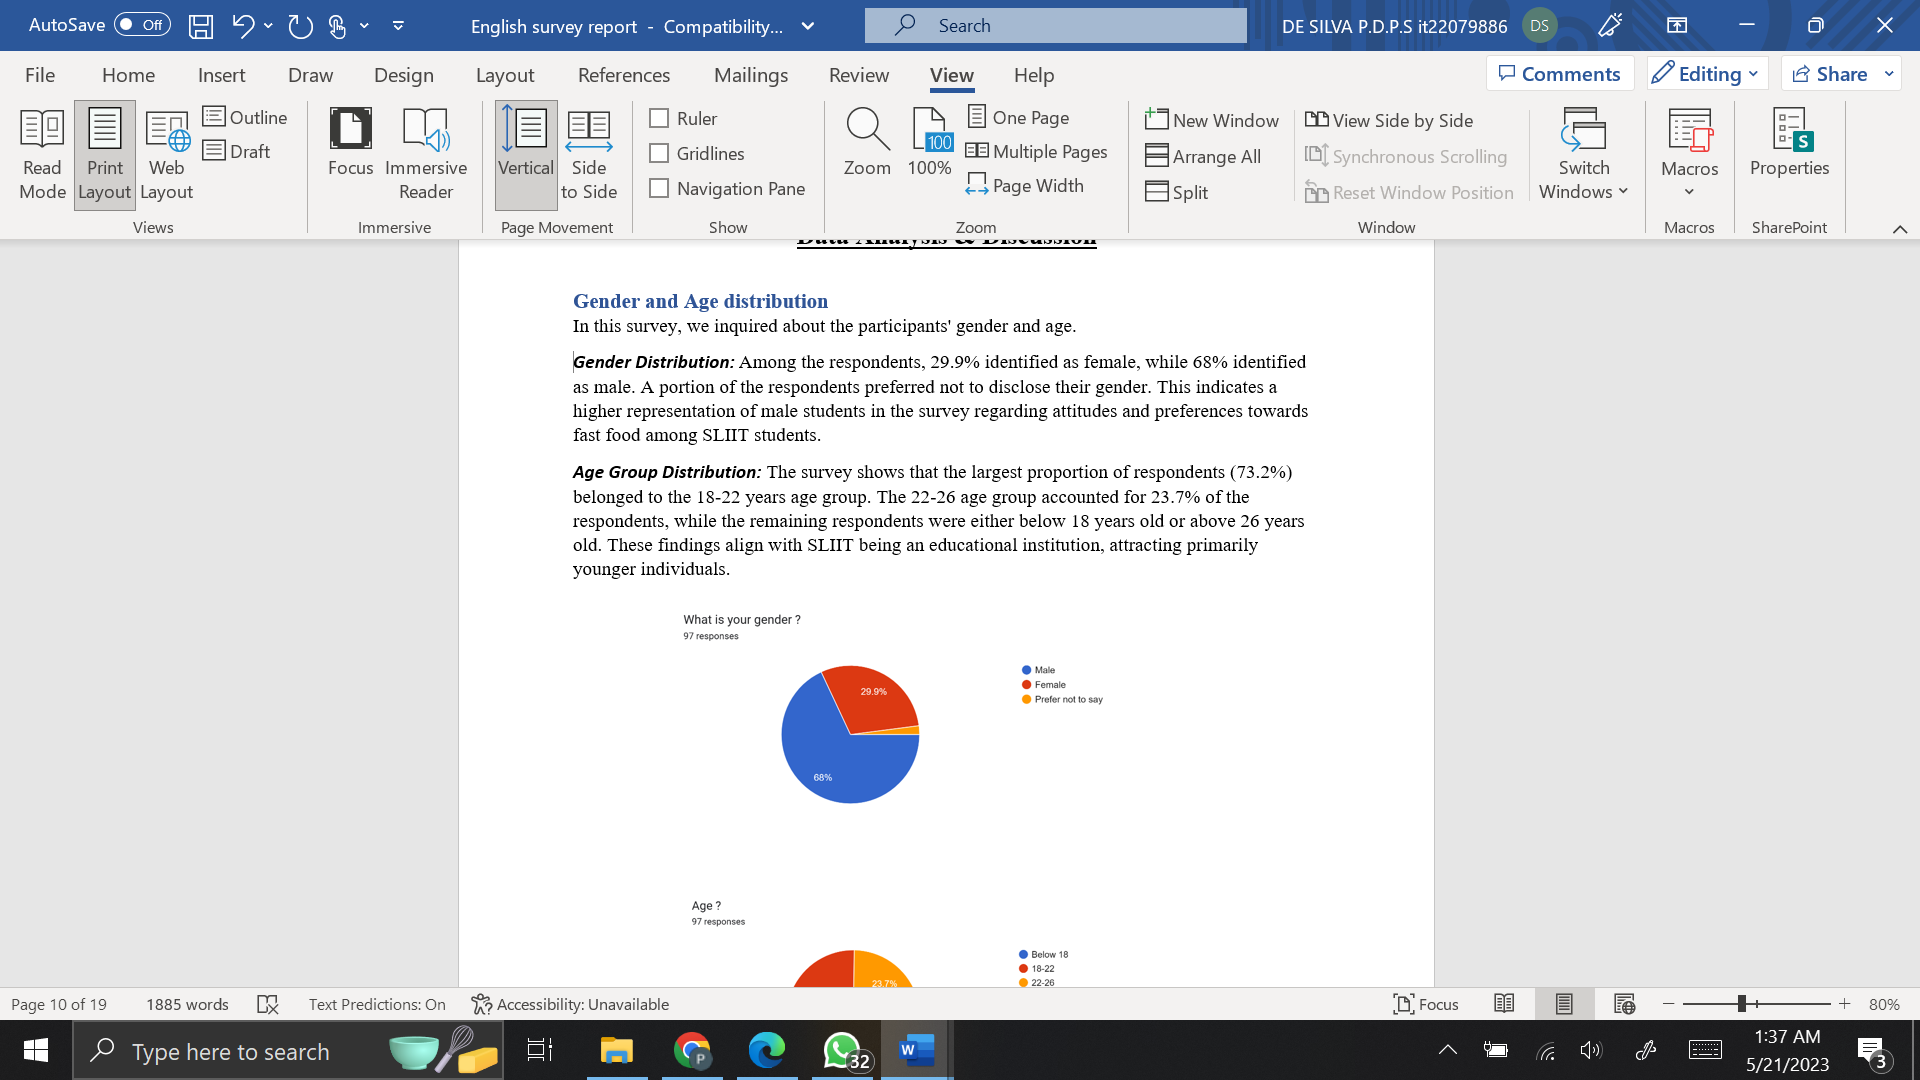 AutoSave Off English survey report - Compatibility... Search DE SILVA P.D.P.S it22079886 DS
File Home Insert Draw Design Layout References Mailings Review View Help Comments Editing Share
Read Mode
Print Layout
Web Layout
Outline
Draft
Views
Focus
Immersive Reader
Immersive
Vertical
Side to Side
Page Movement
Ruler
Gridlines
Navigation Pane
Show
Zoom
100
100%
One Page
Multiple Pages
Page Width
Zoom
New Window
Arrange All
Split
View Side by Side
Synchronous Scrolling
Reset Window Position
Switch Windows
Window
Macros
Macros
S
Properties
SharePoint
Data Analysis & Discussion
Gender and Age distribution
In this survey, we inquired about the participants' gender and age.
Gender Distribution: Among the respondents, 29.9% identified as female, while 68% identified
as male. A portion of the respondents preferred not to disclose their gender. This indicates a
higher representation of male students in the survey regarding attitudes and preferences towards
fast food among SLIIT students.
Age Group Distribution: The survey shows that the largest proportion of respondents (73.2%)
belonged to the 18-22 years age group. The 22-26 age group accounted for 23.7% of the
respondents, while the remaining respondents were either below 18 years old or above 26 years
old. These findings align with SLIIT being an educational institution, attracting primarily
younger individuals.
What is your gender ?
97 responses
29.9%
68%
Male
Female
Prefer not to say
Age ?
97 responses
23.7%
Below 18
18-22
22-26
Page 10 of 19 1885 words Text Predictions: On Accessibility: Unavailable Focus 80%
Type here to search P 32 W 1:37 AM
5/21/2023 3